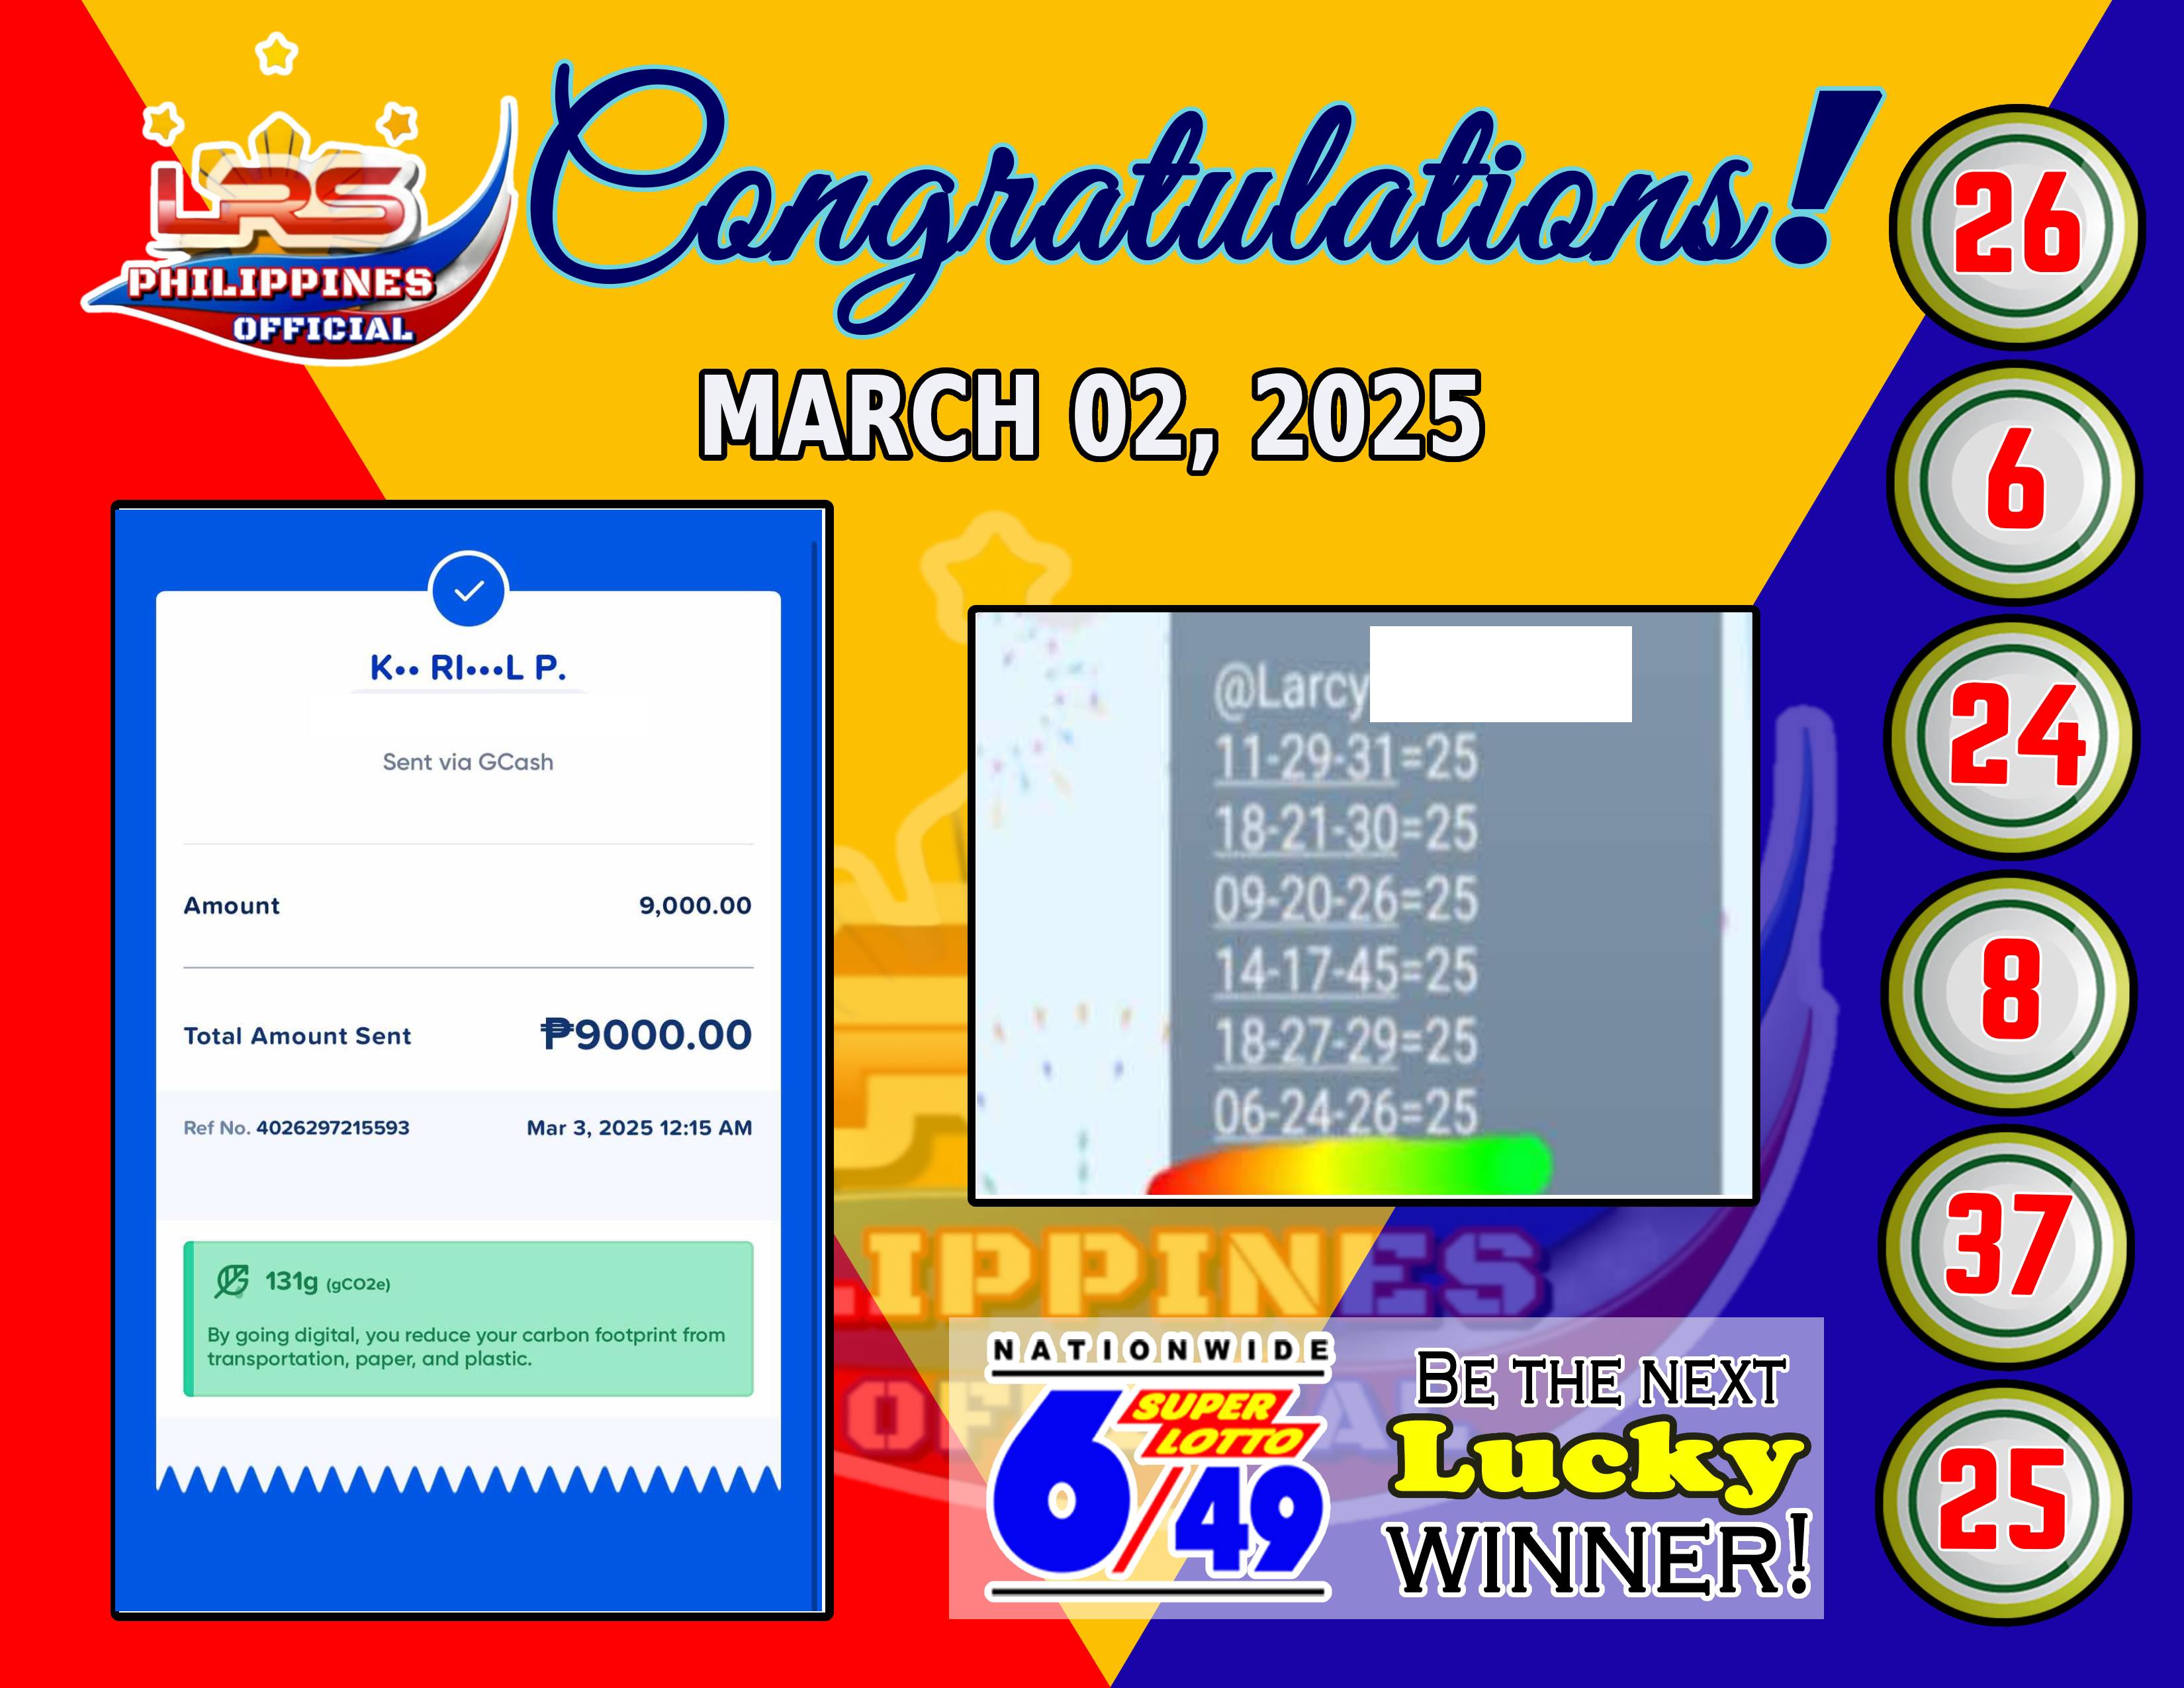 LRS
PHILIPPINES
OFFICIAL
Congratulations!
MARCH 02, 2025
K•• RI•••L P.
Sent via GCash
Amount 9,000.00
Total Amount Sent ₱9000.00
Ref No. 4026297215593 Mar 3, 2025 12:15 AM
131g (gCO2e)
By going digital, you reduce your carbon footprint from
transportation, paper, and plastic.
@Larcy
11-29-31=25
18-21-30=25
09-20-26=25
14-17-45=25
18-27-29=25
06-24-26=25
LIPPINES
NATIONWIDE
SUPER
LOTTO
6/49
BE THE NEXT
Lucky
WINNER!
26
6
24
8
37
25